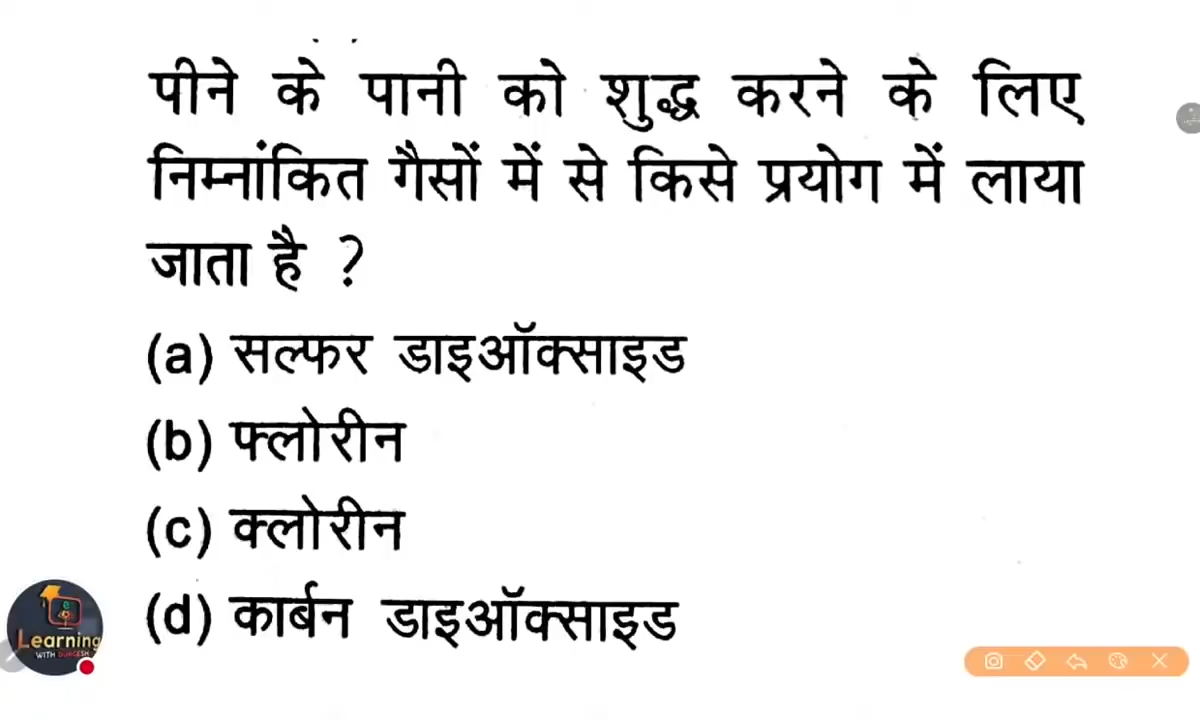 पीने के पानी को शुद्ध करने के लिए
निम्नांकित गैसों में से किसे प्रयोग में लाया
जाता है ?
(a) सल्फर डाइऑक्साइड
(b) फ्लोरीन
(c) क्लोरीन
(d) कार्बन डाइऑक्साइड
Learning
WITH DURGESH